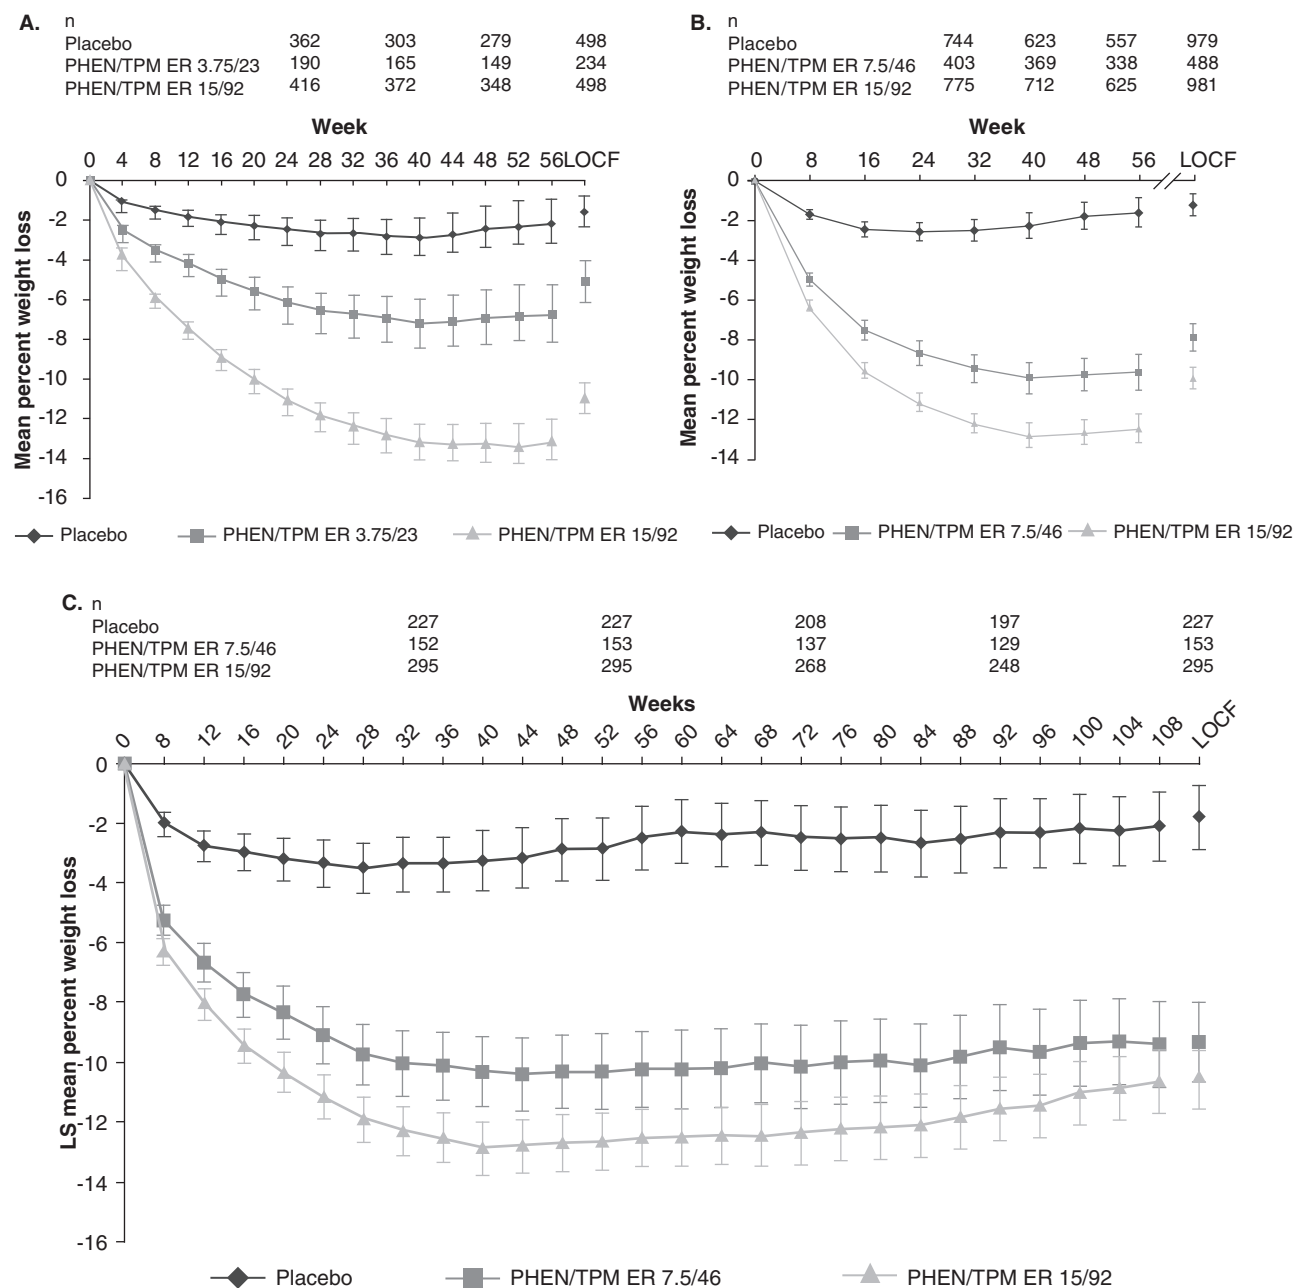 A. n
Placebo 362 303 279 498
PHEN/TPM ER 3.75/23 190 165 149 234
PHEN/TPM ER 15/92 416 372 348 498
Week
0 4 8 12 16 20 24 28 32 36 40 44 48 52 56LOCF
0
-2
-4
-6
-8
-10
-12
-14
-16
Mean percent weight loss
Placebo PHEN/TPM ER 3.75/23 PHEN/TPM ER 15/92
B. n
Placebo 744 623 557 979
PHEN/TPM ER 7.5/46 403 369 338 488
PHEN/TPM ER 15/92 775 712 625 981
Week
0 8 16 24 32 40 48 56 LOCF
0
-2
-4
-6
-8
-10
-12
-14
Mean percent weight loss
Placebo PHEN/TPM ER 7.5/46 PHEN/TPM ER 15/92
C. n
Placebo 227 227 208 197 227
PHEN/TPM ER 7.5/46 152 153 137 129 153
PHEN/TPM ER 15/92 295 295 268 248 295
Weeks
0 8 12 16 20 24 28 32 36 40 44 48 52 56 60 64 68 72 76 80 84 88 92 96 100 104 108 LOCF
0
-2
-4
-6
-8
-10
-12
-14
-16
LS mean percent weight loss
Placebo PHEN/TPM ER 7.5/46 PHEN/TPM ER 15/92